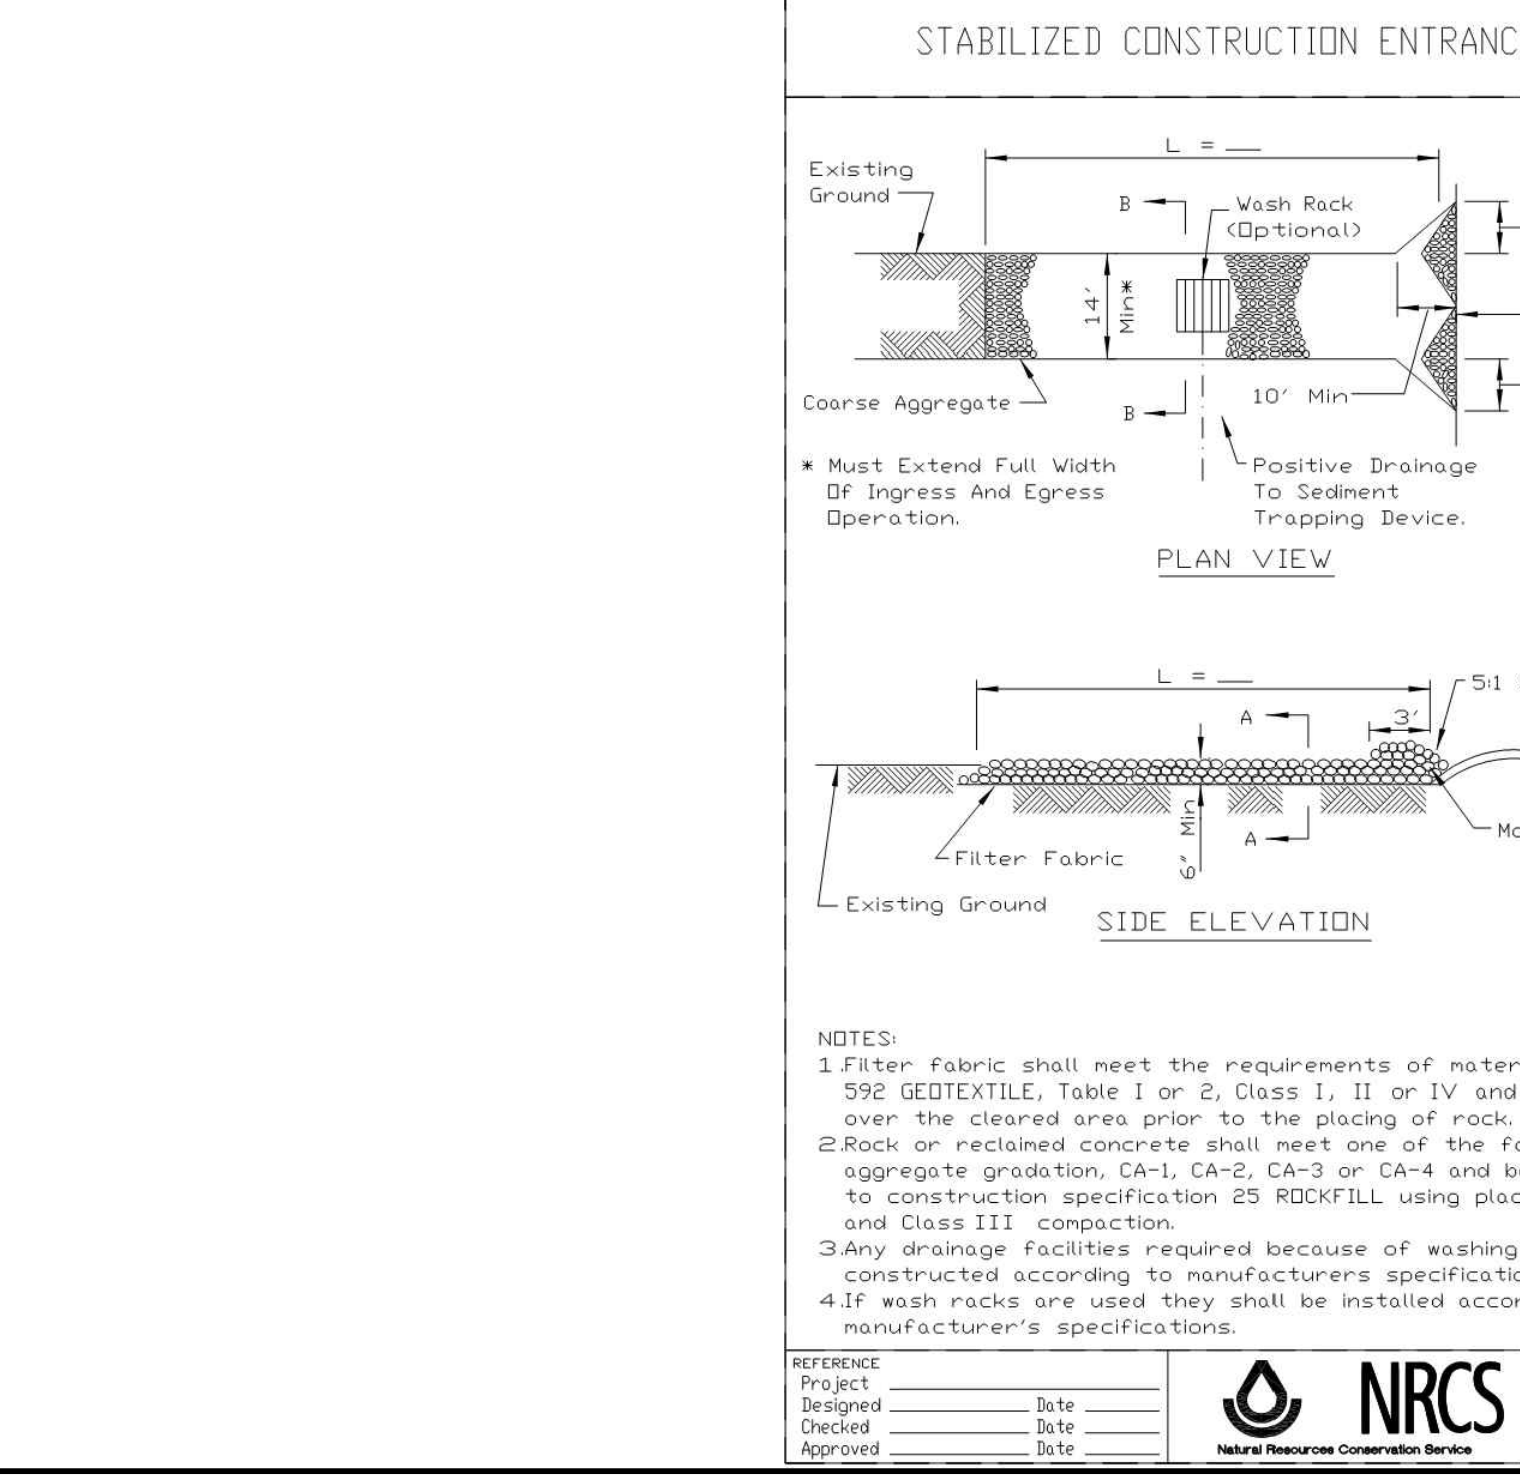 STABILIZED CONSTRUCTION ENTRANC
L =
Existing
Ground
B
Wash Rack
(Optional)
14'
Min*
Coarse Aggregate
B
10' Min
* Must Extend Full Width
Of Ingress And Egress
Operation.
Positive Drainage
To Sediment
Trapping Device.
PLAN VIEW
L =
5:1
A
3'
6" Min
A
Filter Fabric
Existing Ground
SIDE ELEVATION
NOTES:
1.Filter fabric shall meet the requirements of mater
592 GEOTEXTILE, Table I or 2, Class I, II or IV and
over the cleared area prior to the placing of rock.
2.Rock or reclaimed concrete shall meet one of the fo
aggregate gradation, CA-1, CA-2, CA-3 or CA-4 and
to construction specification 25 ROCKFILL using plac
and Class III compaction.
3.Any drainage facilities required because of washing
constructed according to manufacturers specificatio
4.If wash racks are used they shall be installed accor
manufacturer's specifications.
REFERENCE
Project
Designed Date
Checked Date
Approved Date
NRCS
Natural Resources Conservation Service